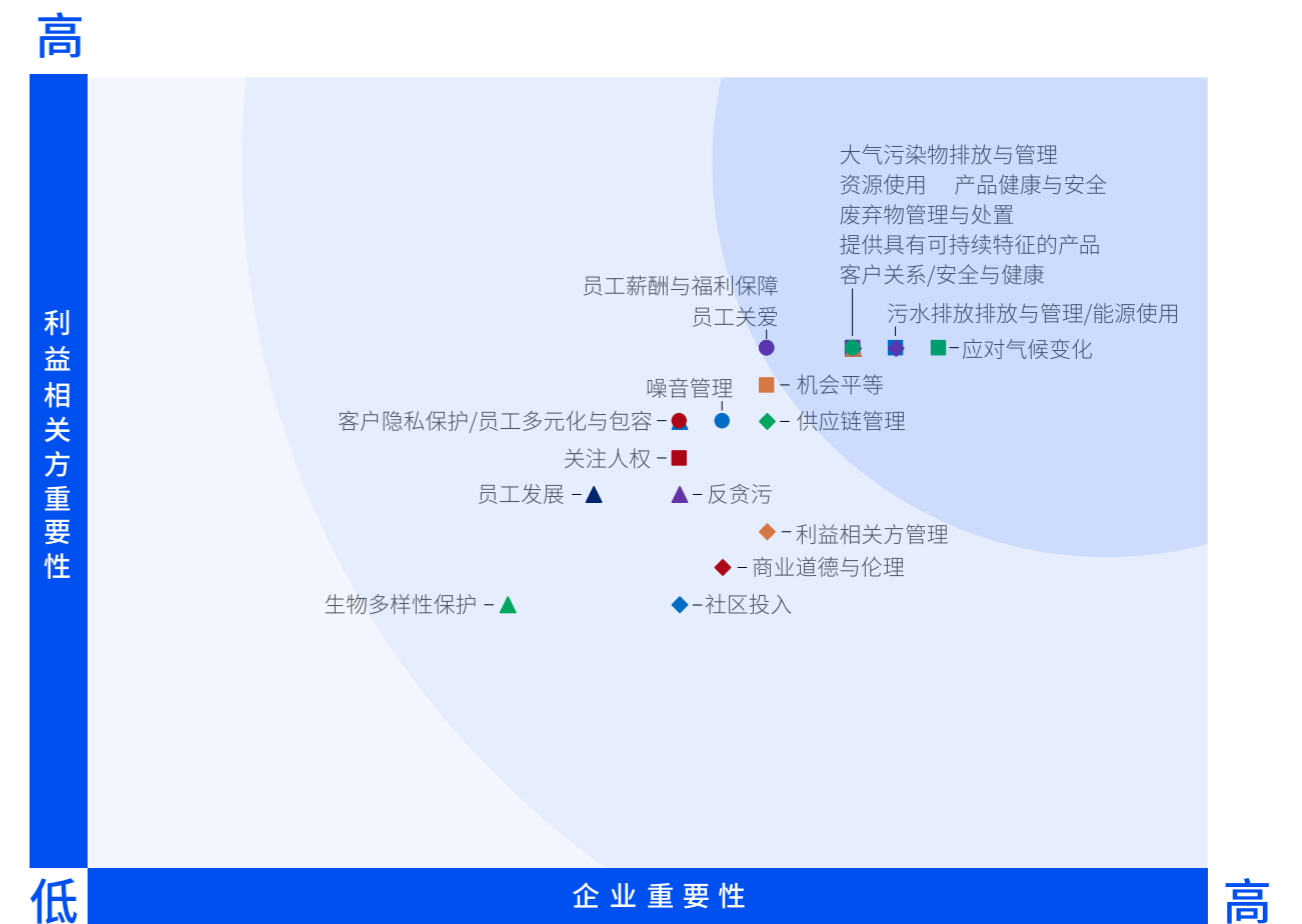 高
利益相关方重要性
大气污染物排放与管理
资源使用 产品健康与安全
废弃物管理与处置
提供具有可持续特征的产品
客户关系/安全与健康
员工薪酬与福利保障
员工关爱
污水排放排放与管理/能源使用
应对气候变化
机会平等
噪音管理
客户隐私保护/员工多元化与包容
供应链管理
关注人权
员工发展
反贪污
利益相关方管理
商业道德与伦理
生物多样性保护
社区投入
低
企业重要性
高